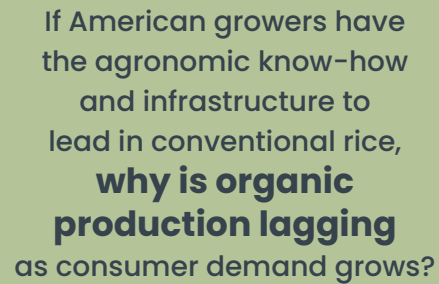 If American growers have
the agronomic know-how
and infrastructure to
lead in conventional rice,
why is organic
production lagging
as consumer demand grows?